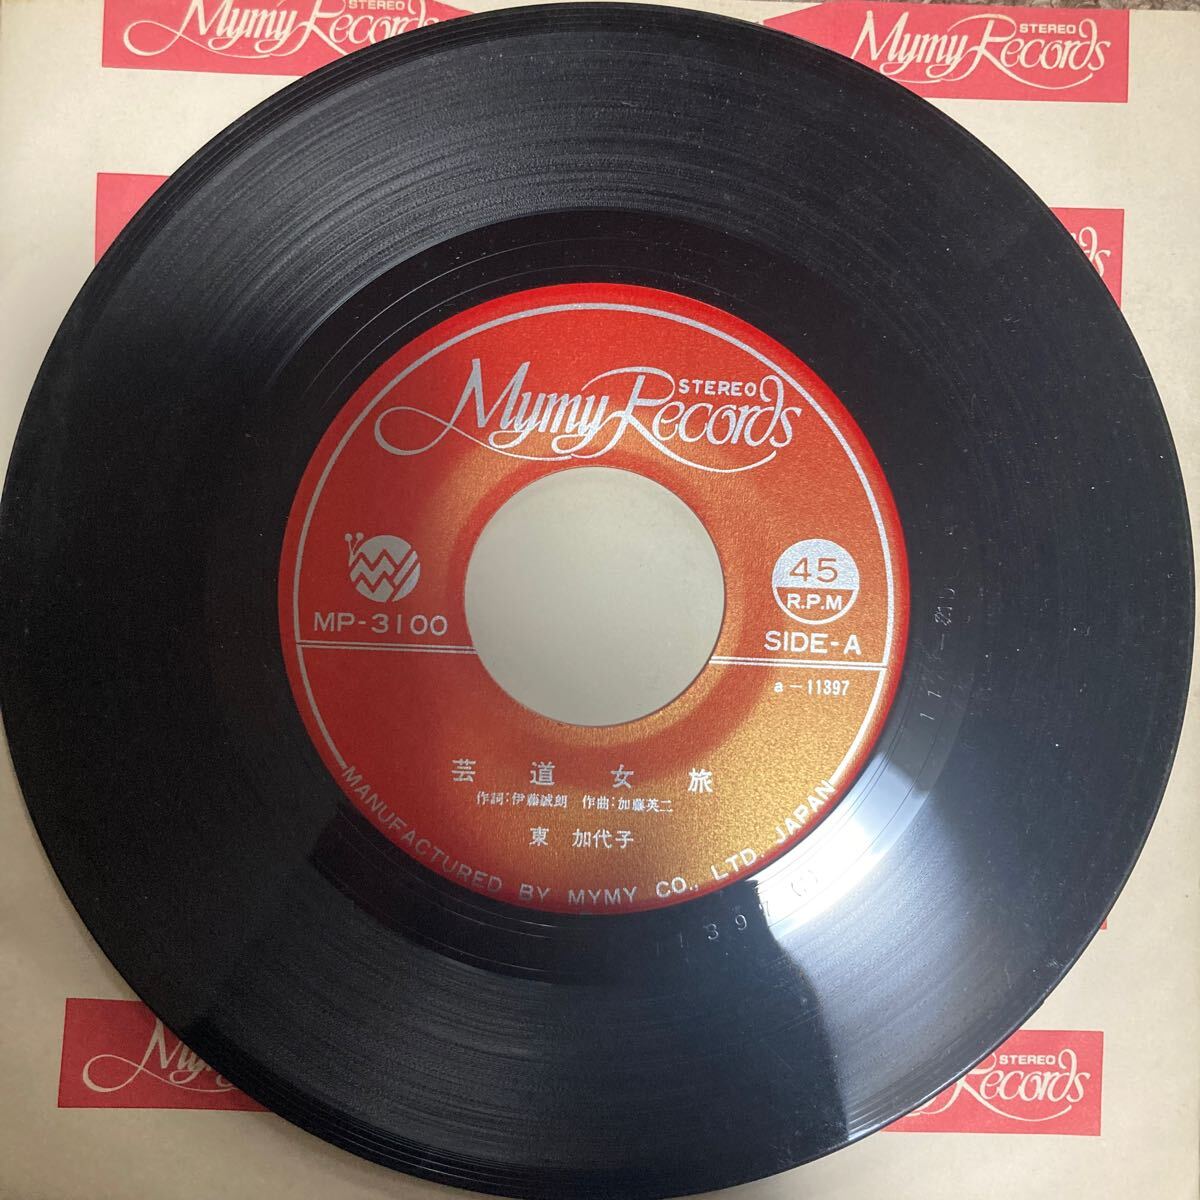 STEREO
Mymy Records
STEREO
Mymy Records
STEREO
Mymy Records
MP-3100
45
R.P.M
SIDE-A
a-11397
芸道女旅
作詞:伊藤誠朗 作曲:加藤英二
東 加代子
MANUFACTURED BY MYMY CO., LTD. JAPAN
STEREO
Records